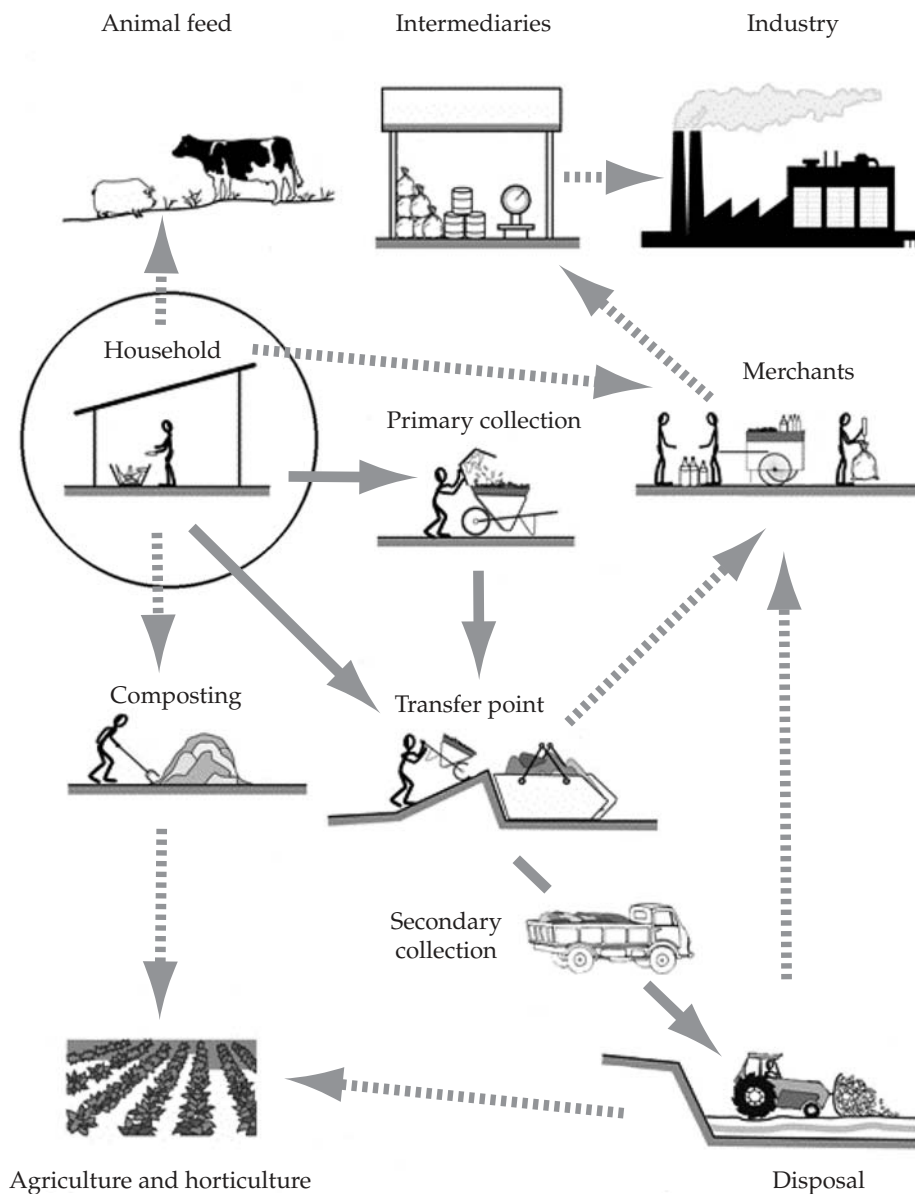 Animal feed
Intermediaries
Industry
Household
Merchants
Primary collection
Composting
Transfer point
Secondary
collection
Agriculture and horticulture
Disposal